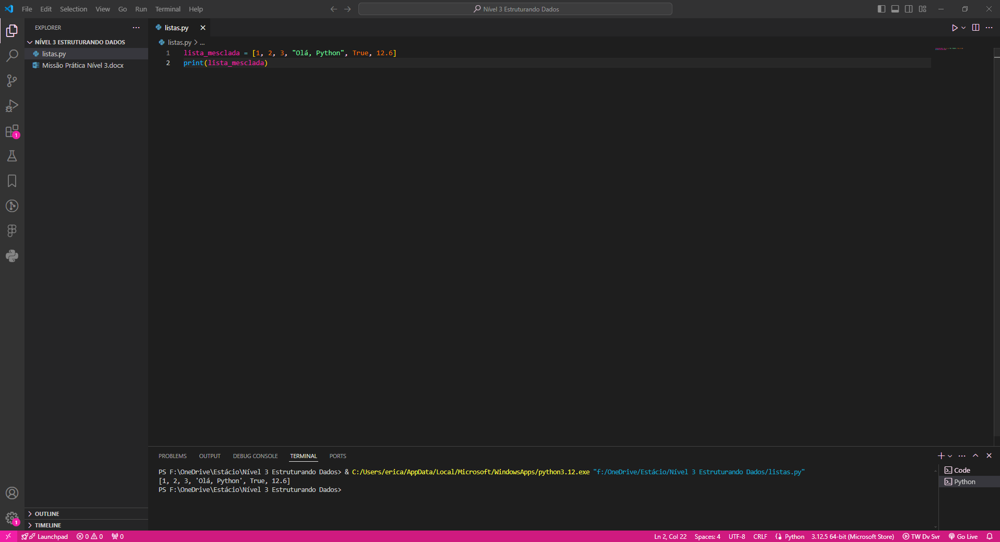 File Edit Selection View Go Run Terminal Help
Nível 3 Estruturando Dados
EXPLORER
NÍVEL 3 ESTRUTURANDO DADOS
listas.py
Missão Prática Nível 3.docx
OUTLINE
TIMELINE
listas.py
listas.py > ...
1 lista_mesclada = [1, 2, 3, "Olá, Python", True, 12.6]
2 print(lista_mesclada)
PROBLEMS OUTPUT DEBUG CONSOLE TERMINAL PORTS
PS F:\OneDrive\Estácio\Nível 3 Estruturando Dados> & C:/Users/erica/AppData/Local/Microsoft/WindowsApps/python3.12.exe "f:/OneDrive/Estácio/Nível 3 Estruturando Dados/listas.py"
[1, 2, 3, 'Olá, Python', True, 12.6]
PS F:\OneDrive\Estácio\Nível 3 Estruturando Dados>
Code
Python
1
1
Launchpad 0 0 0
Ln 2, Col 22 Spaces: 4 UTF-8 CRLF Python 3.12.5 64-bit (Microsoft Store) TW Dv Svr Go Live